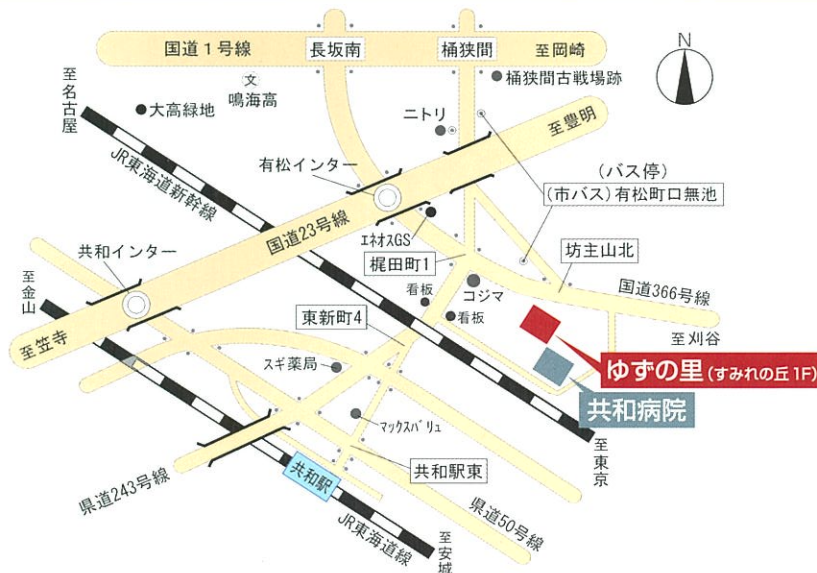 国道1号線
長坂南
桶狭間
至岡崎
N
至名古屋
文
鳴海高
大高緑地
ニトリ
桶狭間古戦場跡
至豊明
JR東海道新幹線
有松インター
(バス停)
(市バス)有松町口無池
国道23号線
エネオスGS
共和インター
梶田町1
坊主山北
至金山
コジマ
国道366号線
看板
看板
東新町4
至刈谷
至笠寺
スギ薬局
ゆずの里(すみれの丘1F)
共和病院
マックスバリュ
至東京
共和駅東
県道243号線
共和駅
県道50号線
JR東海道線
至安城